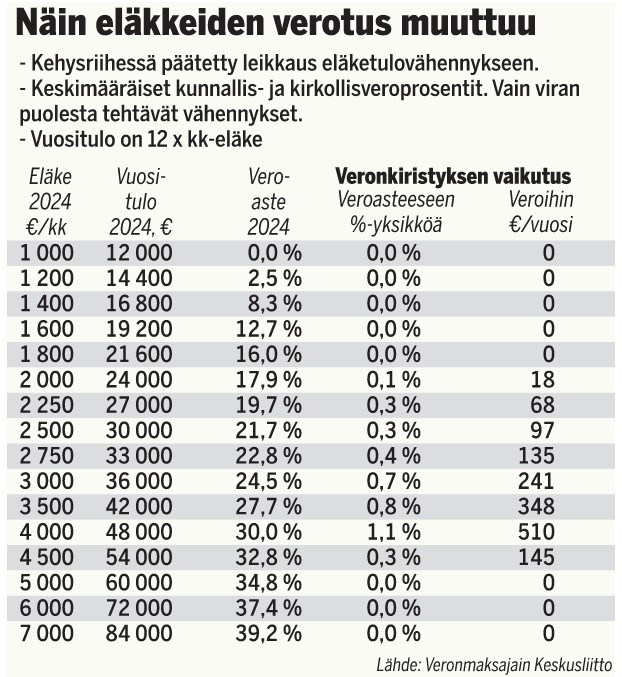 Näin eläkkeiden verotus muuttuu
- Kehysriihessä päätetty leikkaus eläketulovähennykseen.
- Keskimääräiset kunnallis- ja kirkollisveroprosentit. Vain viran
puolesta tehtävät vähennykset.
- Vuositulo on 12 x kk-eläke
Eläke Vuosi- Vero- Veronkiristyksen vaikutus
2024 tulo aste Veroasteeseen Veroihin
€/kk 2024, € 2024 %-yksikköä €/vuosi
1 000 12 000 0,0 % 0,0 % 0
1 200 14 400 2,5 % 0,0 % 0
1 400 16 800 8,3 % 0,0 % 0
1 600 19 200 12,7 % 0,0 % 0
1 800 21 600 16,0 % 0,0 % 0
2 000 24 000 17,9 % 0,1 % 18
2 250 27 000 19,7 % 0,3 % 68
2 500 30 000 21,7 % 0,3 % 97
2 750 33 000 22,8 % 0,4 % 135
3 000 36 000 24,5 % 0,7 % 241
3 500 42 000 27,7 % 0,8 % 348
4 000 48 000 30,0 % 1,1 % 510
4 500 54 000 32,8 % 0,3 % 145
5 000 60 000 34,8 % 0,0 % 0
6 000 72 000 37,4 % 0,0 % 0
7 000 84 000 39,2 % 0,0 % 0
Lähde: Veronmaksajain Keskusliitto